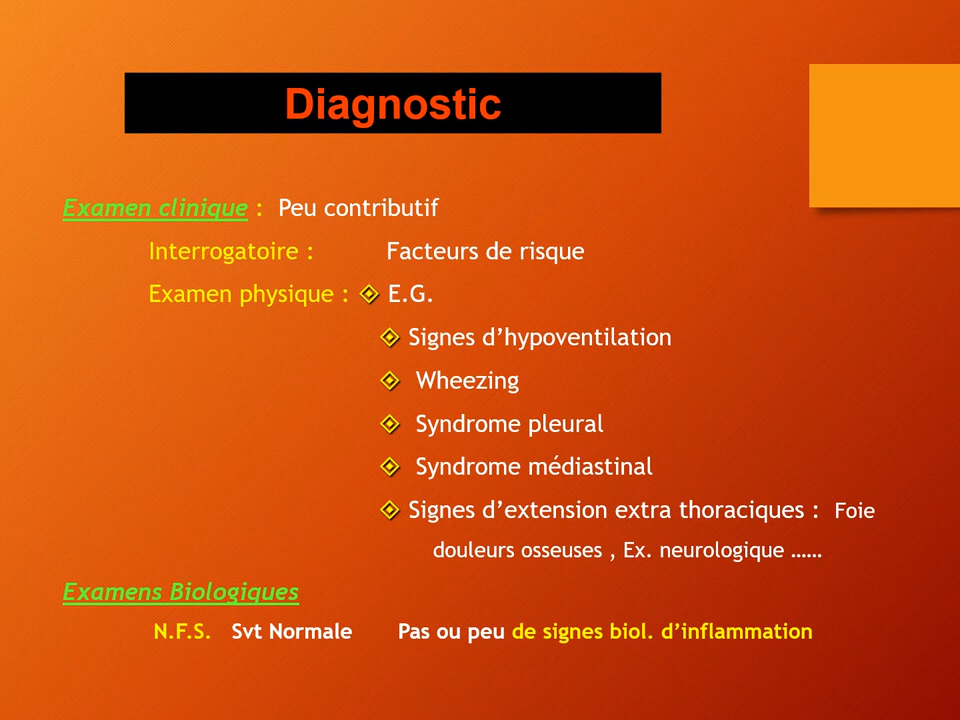 Diagnostic
Examen clinique : Peu contributif
Interrogatoire : Facteurs de risque
Examen physique : E.G.
Signes d’hypoventilation
Wheezing
Syndrome pleural
Syndrome médiastinal
Signes d’extension extra thoraciques : Foie
douleurs osseuses , Ex. neurologique ……
Examens Biologiques
N.F.S. Svt Normale Pas ou peu de signes biol. d’inflammation